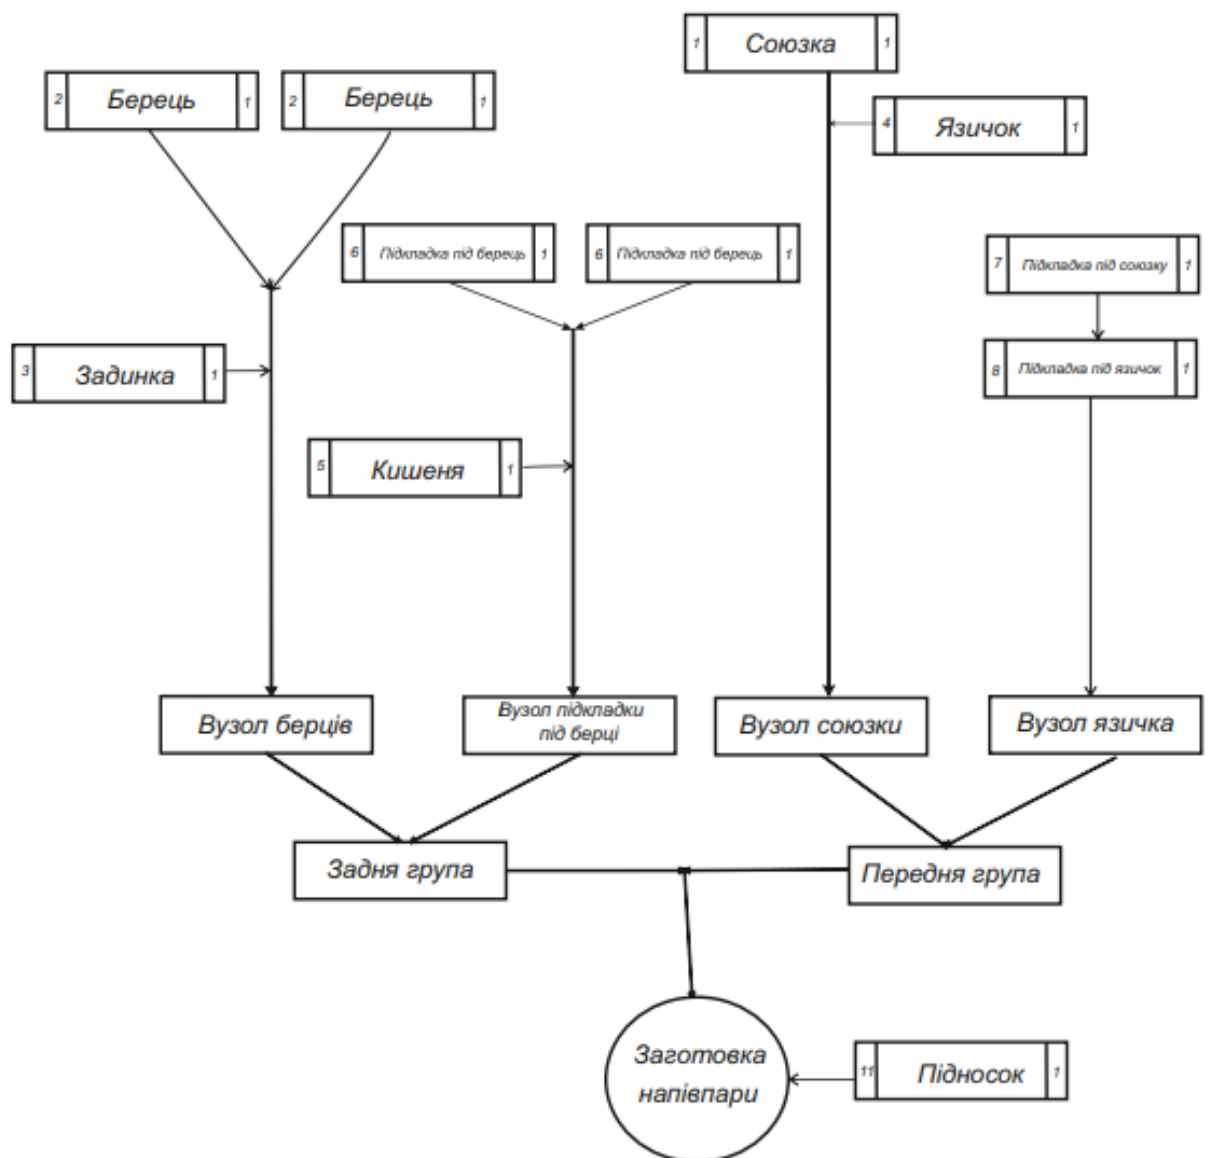 1 Союзка 1
2 Берець 1
2 Берець 1
4 Язичок 1
6 Підкладка під берець 1
6 Підкладка під берець 1
7 Підкладка під союзку 1
3 Задинка 1
8 Підкладка під язичок 1
5 Кишеня 1
Вузол берців
Вузол підкладки
під берці
Вузол союзки
Вузол язичка
Задня група
Передня група
Заготовка
напівпари
11 Підносок 1